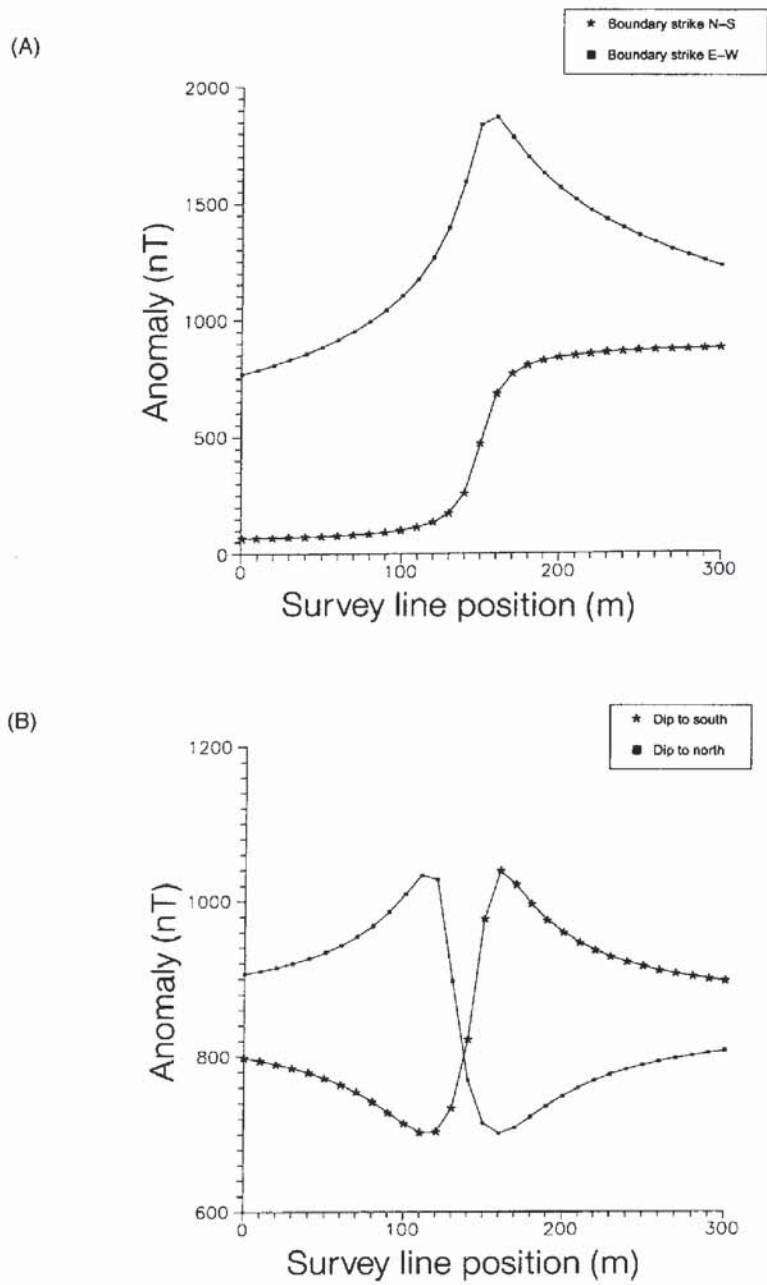 (A)
★ Boundary strike N–S
■ Boundary strike E–W
2000
1500
1000
500
0
Anomaly (nT)
0
100
200
300
Survey line position (m)
(B)
★ Dip to south
■ Dip to north
1200
1000
800
600
Anomaly (nT)
0
100
200
300
Survey line position (m)